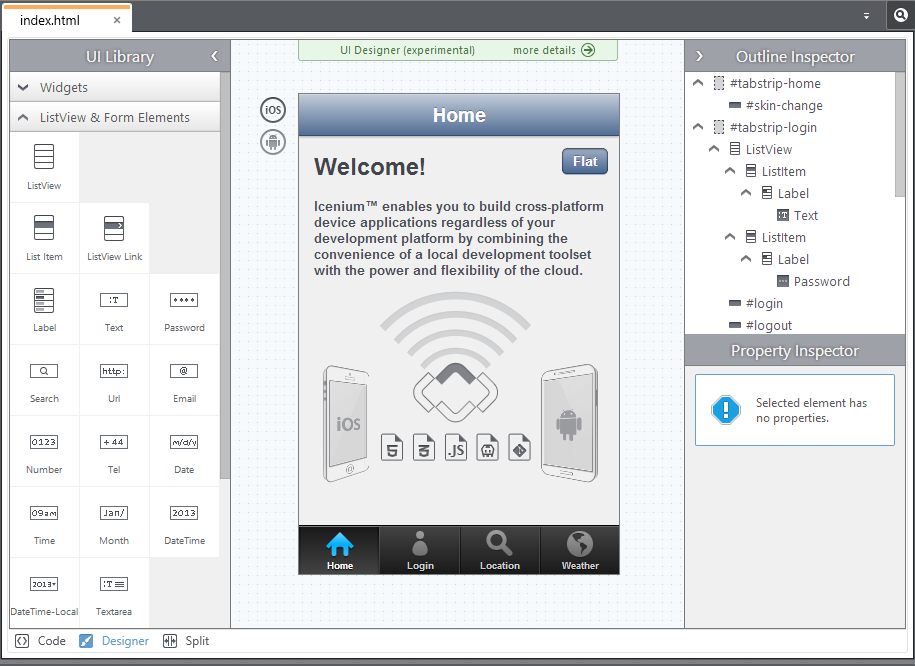 index.html
UI Library
Widgets
ListView & Form Elements
ListView
List Item
ListView Link
Label
:T
Text
Password
Search
http:
Url
@
Email
0123
Number
+ 44
Tel
m/d/y
Date
09am
Time
Jan/
Month
2013
DateTime
2013
DateTime-Local
:T
Textarea
UI Designer (experimental)
more details
iOS
Home
Welcome!
Flat
Icenium™ enables you to build cross-platform
device applications regardless of your
development platform by combining the
convenience of a local development toolset
with the power and flexibility of the cloud.
iOS
@
5
3
.JS
Home
Login
Location
Weather
Outline Inspector
#tabstrip-home
#skin-change
#tabstrip-login
ListView
ListItem
Label
:T Text
ListItem
Label
Password
#login
#logout
Property Inspector
Selected element has
no properties.
Code
Designer
Split